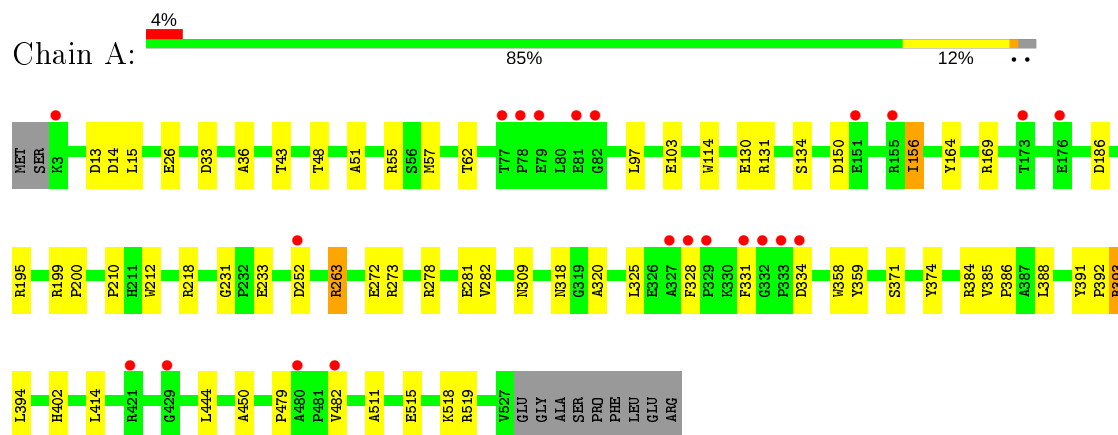 4%
Chain A:
85% 12% • •
MET SER K3 D13 D14 L15 E26 D33 A36 T43 T48 A51 R55 S56 M57 T62 T77 P78 E79 L80 E81 G82 L97 E103 W114 E130 R131 S134 D150 E151 R155 I156 Y164 R169 T173 E176 D186
R195 R199 P200 P210 H211 W212 R218 G231 P232 E233 D252 R263 E272 R273 R278 E281 V282 N309 N318 G319 A320 L325 E326 A327 F328 P329 K330 F331 G332 P333 D334 W358 Y359 S371 Y374 R384 V385 P386 A387 L388 Y391 P392
L394 H402 L414 R421 G429 L444 A450 P479 A480 P481 V482 A511 E515 K518 R519 V527 GLU GLY ALA SER PRO PHE LEU GLU ARG